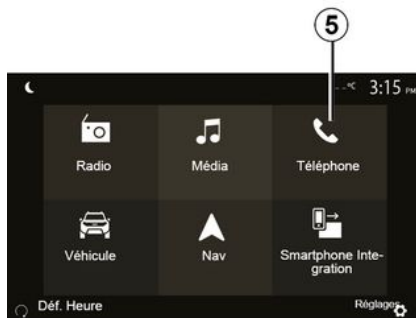 5
--°C 3:15 PM
Radio Média Téléphone
Véhicule Nav Smartphone Inte-
gration
Déf. Heure Réglages